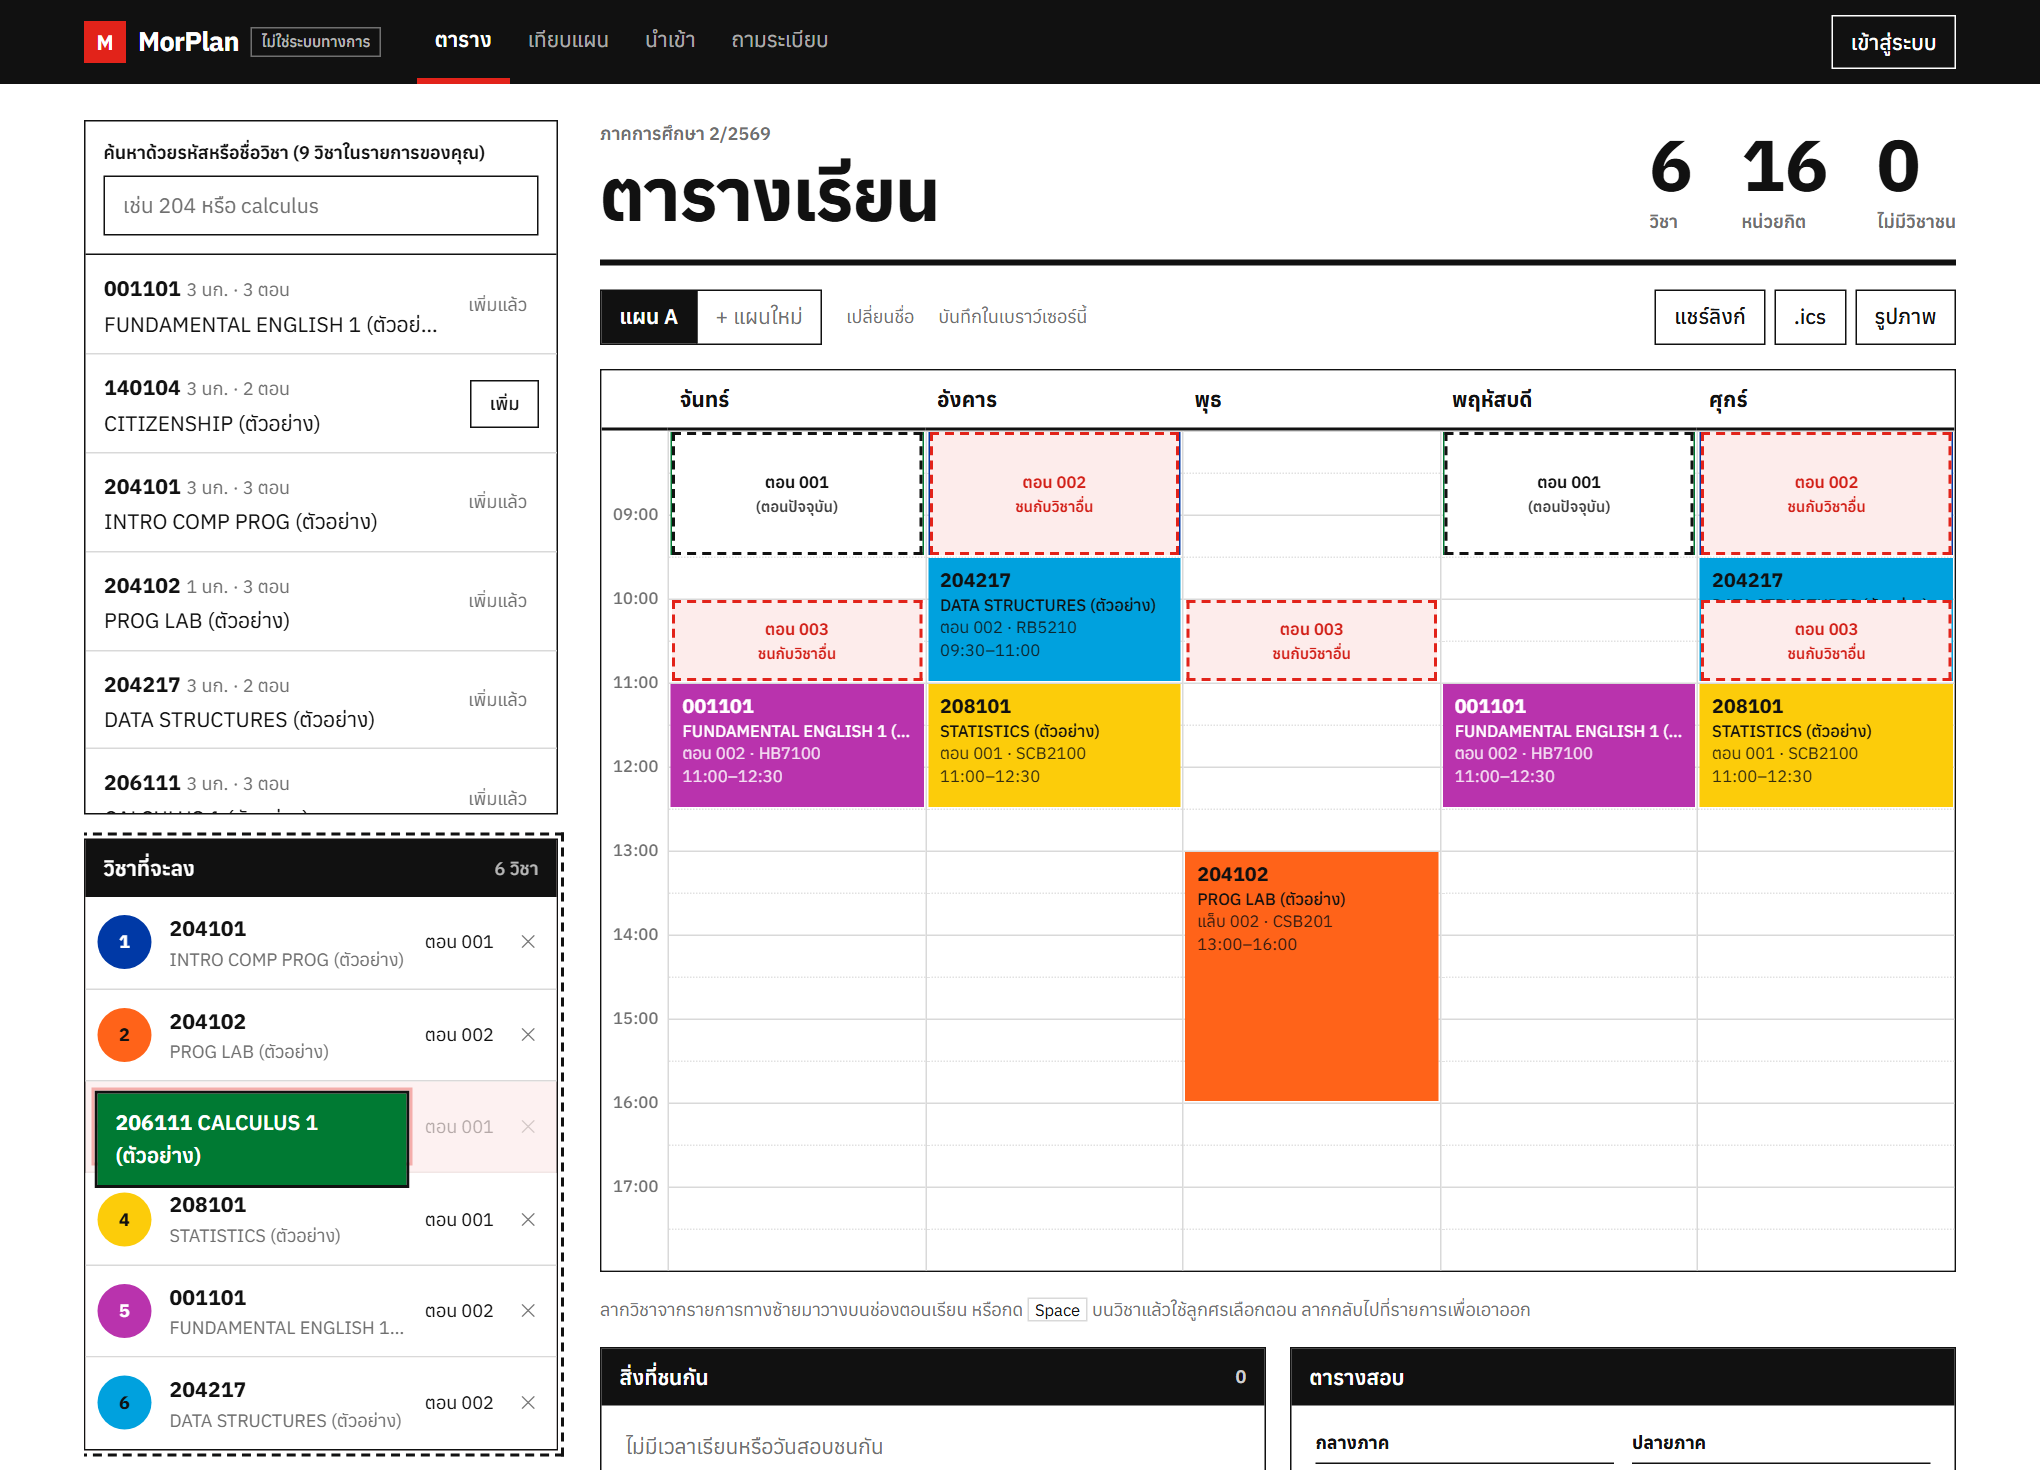 M MorPlan ไม่ใช่ระบบทางการ ตาราง เทียบแผน นำเข้า ถามระเบียบ เข้าสู่ระบบ
ค้นหาด้วยรหัสหรือชื่อวิชา (9 วิชาในรายการของคุณ)
เช่น 204 หรือ calculus
001101 3 นก. · 3 ตอน
FUNDAMENTAL ENGLISH 1 (ตัวอย่...
เพิ่มแล้ว
140104 3 นก. · 2 ตอน
CITIZENSHIP (ตัวอย่าง)
เพิ่ม
204101 3 นก. · 3 ตอน
INTRO COMP PROG (ตัวอย่าง)
เพิ่มแล้ว
204102 1 นก. · 3 ตอน
PROG LAB (ตัวอย่าง)
เพิ่มแล้ว
204217 3 นก. · 2 ตอน
DATA STRUCTURES (ตัวอย่าง)
เพิ่มแล้ว
206111 3 นก. · 3 ตอน
เพิ่มแล้ว
วิชาที่จะลง 6 วิชา
1 204101
INTRO COMP PROG (ตัวอย่าง)
ตอน 001 ×
2 204102
PROG LAB (ตัวอย่าง)
ตอน 002 ×
206111 CALCULUS 1
(ตัวอย่าง)
ตอน 001 ×
4 208101
STATISTICS (ตัวอย่าง)
ตอน 001 ×
5 001101
FUNDAMENTAL ENGLISH 1...
ตอน 002 ×
6 204217
DATA STRUCTURES (ตัวอย่าง)
ตอน 002 ×
ภาคการศึกษา 2/2569
ตารางเรียน
6 16 0
วิชา หน่วยกิต ไม่มีวิชาชน
แผน A + แผนใหม่ เปลี่ยนชื่อ บันทึกในเบราว์เซอร์นี้ แชร์ลิงก์ .ics รูปภาพ
จันทร์ อังคาร พุธ พฤหัสบดี ศุกร์
09:00
10:00
11:00
12:00
13:00
14:00
15:00
16:00
17:00
ตอน 001
(ตอนปัจจุบัน)
ตอน 003
ชนกับวิชาอื่น
001101
FUNDAMENTAL ENGLISH 1 (...
ตอน 002 · HB7100
11:00–12:30
ตอน 002
ชนกับวิชาอื่น
204217
DATA STRUCTURES (ตัวอย่าง)
ตอน 002 · RB5210
09:30–11:00
208101
STATISTICS (ตัวอย่าง)
ตอน 001 · SCB2100
11:00–12:30
ตอน 003
ชนกับวิชาอื่น
204102
PROG LAB (ตัวอย่าง)
แล็บ 002 · CSB201
13:00–16:00
ตอน 001
(ตอนปัจจุบัน)
001101
FUNDAMENTAL ENGLISH 1 (...
ตอน 002 · HB7100
11:00–12:30
ตอน 002
ชนกับวิชาอื่น
204217
ตอน 003
ชนกับวิชาอื่น
208101
STATISTICS (ตัวอย่าง)
ตอน 001 · SCB2100
11:00–12:30
ลากวิชาจากรายการทางซ้ายมาวางบนช่องตอนเรียน หรือกด Space บนวิชาแล้วใช้ลูกศรเลือกตอน ลากกลับไปที่รายการเพื่อเอาออก
สิ่งที่ชนกัน 0
ไม่มีเวลาเรียนหรือวันสอบชนกัน
ตารางสอบ
กลางภาค ปลายภาค